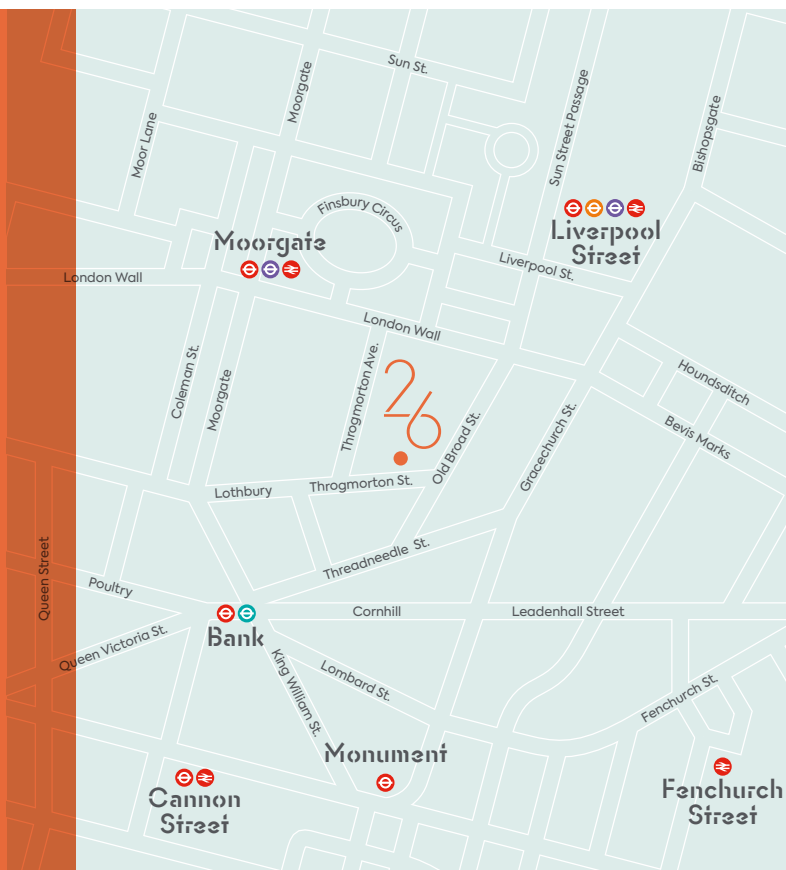 Sun St.
Moorgate
Sun Street Passage
Bishopsgate
Moor Lane
Finsbury Circus
Moorgate
Liverpool
Street
Liverpool St.
London Wall
London Wall
Throgmorton Ave.
Coleman St.
Moorgate
26
Houndsditch
Gracechurch St.
Old Broad St.
Bevis Marks
Lothbury
Throgmorton St.
Threadneedle St.
Queen Street
Poultry
Cornhill
Leadenhall Street
Bank
Queen Victoria St.
King William St.
Lombard St.
Fenchurch St.
Monument
Cannon
Street
Fenchurch
Street